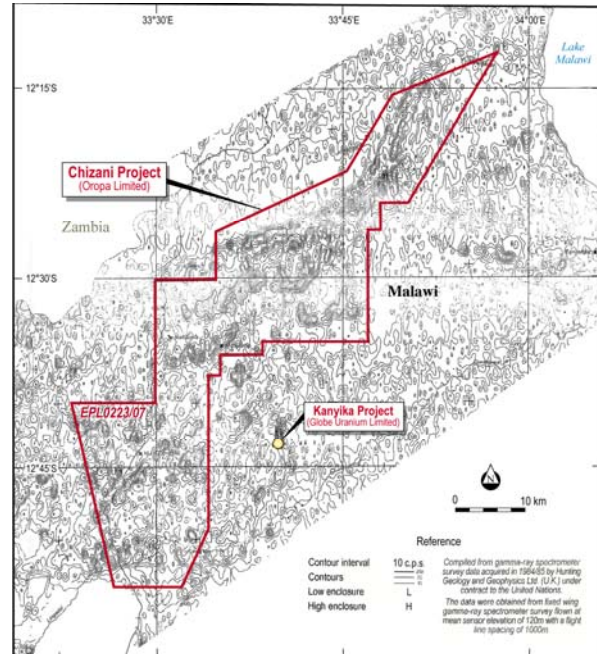 33°30'E
33°45'E
34°00'E
Lake
Malawi
12°15'S
Chizani Project
(Oropa Limited)
Zambia
12°30'S
Malawi
EPL0223/07
Kanyika Project
(Globe Uranium Limited)
12°45'S
N
0 10 km
Reference
Contour interval 10 c.p.s.
Contours
Low enclosure L
High enclosure H
Compiled from gamma-ray spectrometer
survey data acquired in 1984/85 by Hunting
Geology and Geophysics Ltd. (U.K.) under
contract to the United Nations.
The data were obtained from fixed wing
gamma-ray spectrometer survey flown at
mean sensor elevation of 120m with a flight
line spacing of 1000m.